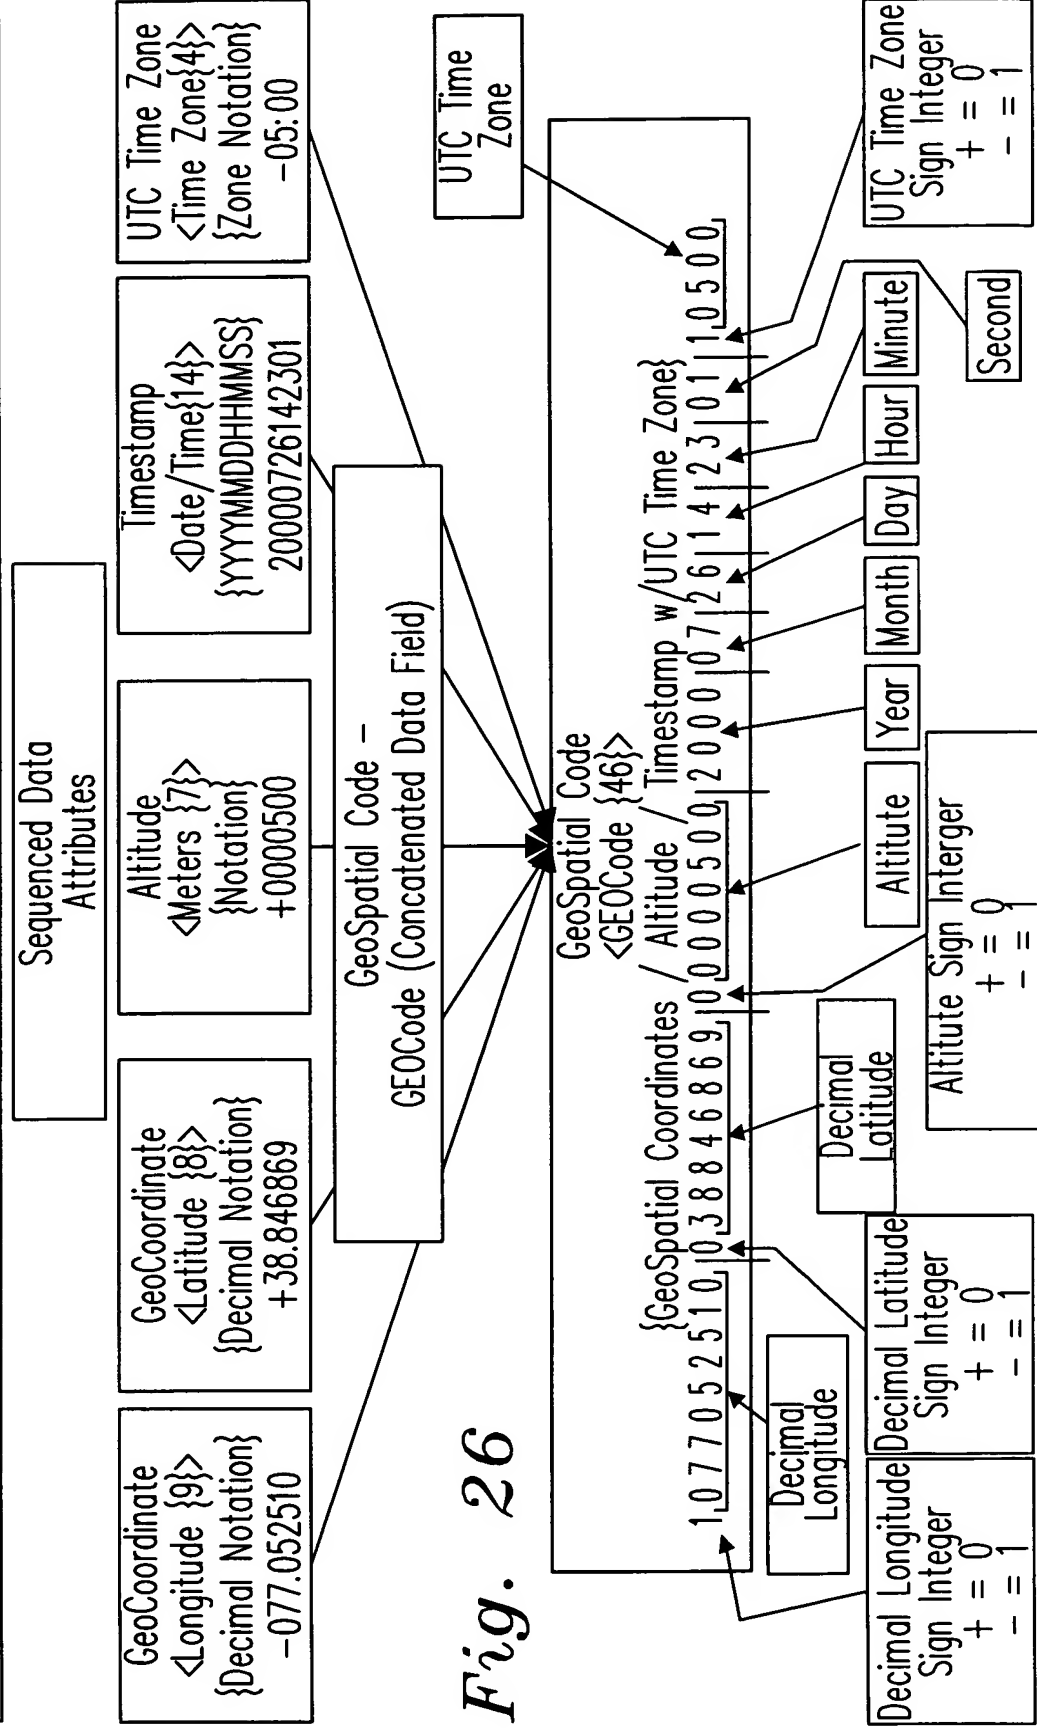 Sequenced Data
Attributes
GeoCoordinate
<Longitude {9}>
{Decimal Notation}
-077.052510
GeoCoordinate
<Latitude {8}>
{Decimal Notation}
+38.846869
Altitude
<Meters {7}>
{Notation}
+0000500
Timestamp
<Date/Time{14}>
{YYYYMMDDHHMMSS}
20000726142301
UTC Time Zone
<Time Zone{4}>
{Zone Notation}
-05:00
GeoSpatial Code -
GEOCode (Concatenated Data Field)
Fig. 26
UTC Time
Zone
GeoSpatial Code
<GEOCode {46}>
{GeoSpatial Coordinates / Altitude / Timestamp w/UTC Time Zone}
1 0 7 7 0 5 2 5 1 0 | 0 | 3 8 8 4 6 8 6 9 | 0 | 0 0 0 0 5 0 0 | 2 0 0 0 | 0 7 | 2 6 | 1 4 | 2 3 | 0 1 | 1 0 5 0 0
Decimal
Longitude
Decimal
Latitude
Altitute
Year
Month
Day
Hour
Minute
Second
Decimal Longitude
Sign Integer
+ = 0
- = 1
Decimal Latitude
Sign Integer
+ = 0
- = 1
Altitute Sign Interger
+ = 0
- = 1
UTC Time Zone
Sign Integer
+ = 0
- = 1